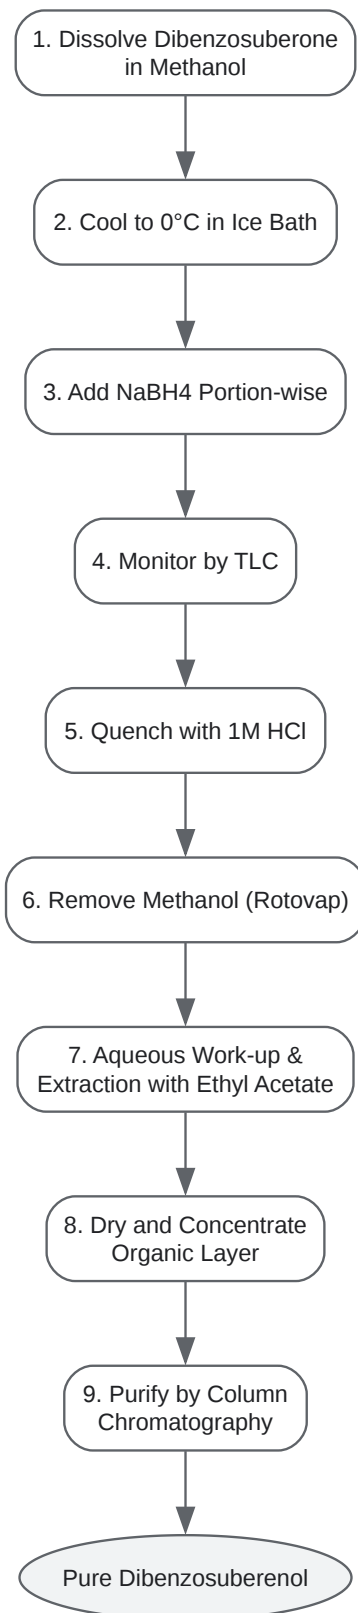 1. Dissolve Dibenzosuberone
in Methanol
2. Cool to 0°C in Ice Bath
3. Add NaBH4 Portion-wise
4. Monitor by TLC
5. Quench with 1M HCl
6. Remove Methanol (Rotovap)
7. Aqueous Work-up &
Extraction with Ethyl Acetate
8. Dry and Concentrate
Organic Layer
9. Purify by Column
Chromatography
Pure Dibenzosuberenol